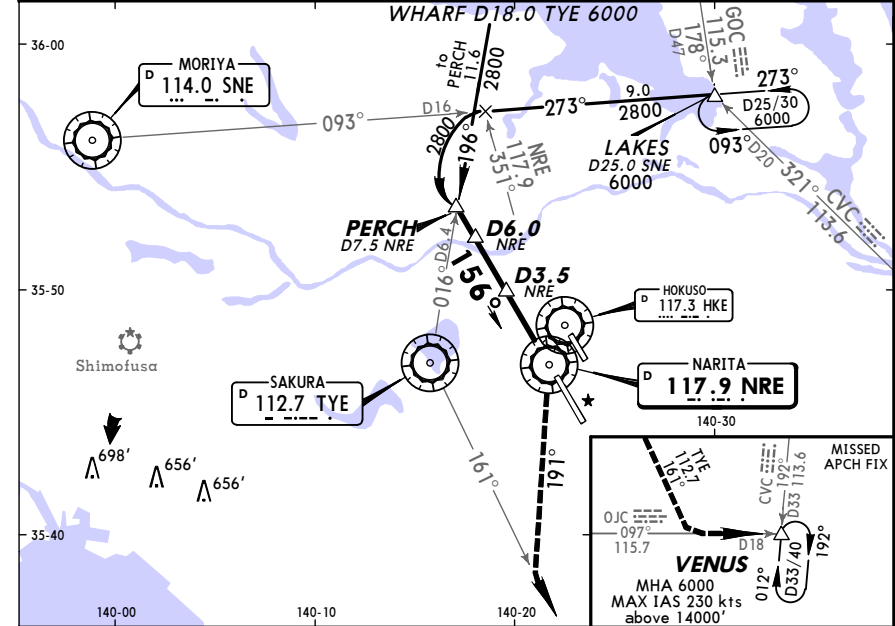 WHARF D18.0 TYE 6000
36-00
MORIYA
D 114.0 SNE
to PERCH
11.6
2800
GOC
115.3
178°
D47
093°
D16
273°
9.0
2800
273°
D25/30
6000
093°
D20
LAKES
D25.0 SNE
6000
321°
CVC
113.6
2800
196°
NRE
117.9
351°
PERCH
D7.5 NRE
D6.0
NRE
016°
D6.4
156°
D3.5
NRE
35-50
HOKUSO
D 117.3 HKE
NARITA
D 117.9 NRE
SAKURA
D 112.7 TYE
Shimofusa
140-30
698'
656'
656'
161°
191°
35-40
140-00
140-10
140-20
MISSED
APCH FIX
TYE
112.7
161°
CVC
192°
D33 113.6
OJC
097°
115.7
D18
VENUS
192°
012°
D33/40
MHA 6000
MAX IAS 230 kts
above 14000'